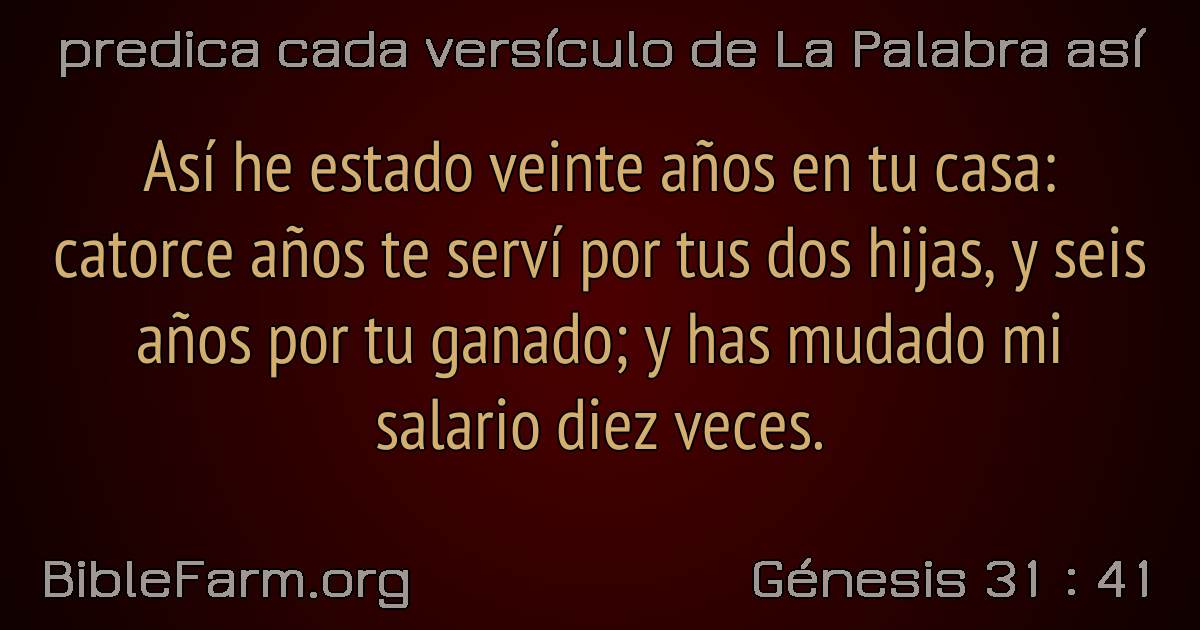 predica cada versículo de La Palabra así
Así he estado veinte años en tu casa:
catorce años te serví por tus dos hijas, y seis
años por tu ganado; y has mudado mi
salario diez veces.
BibleFarm.org
Génesis 31 : 41